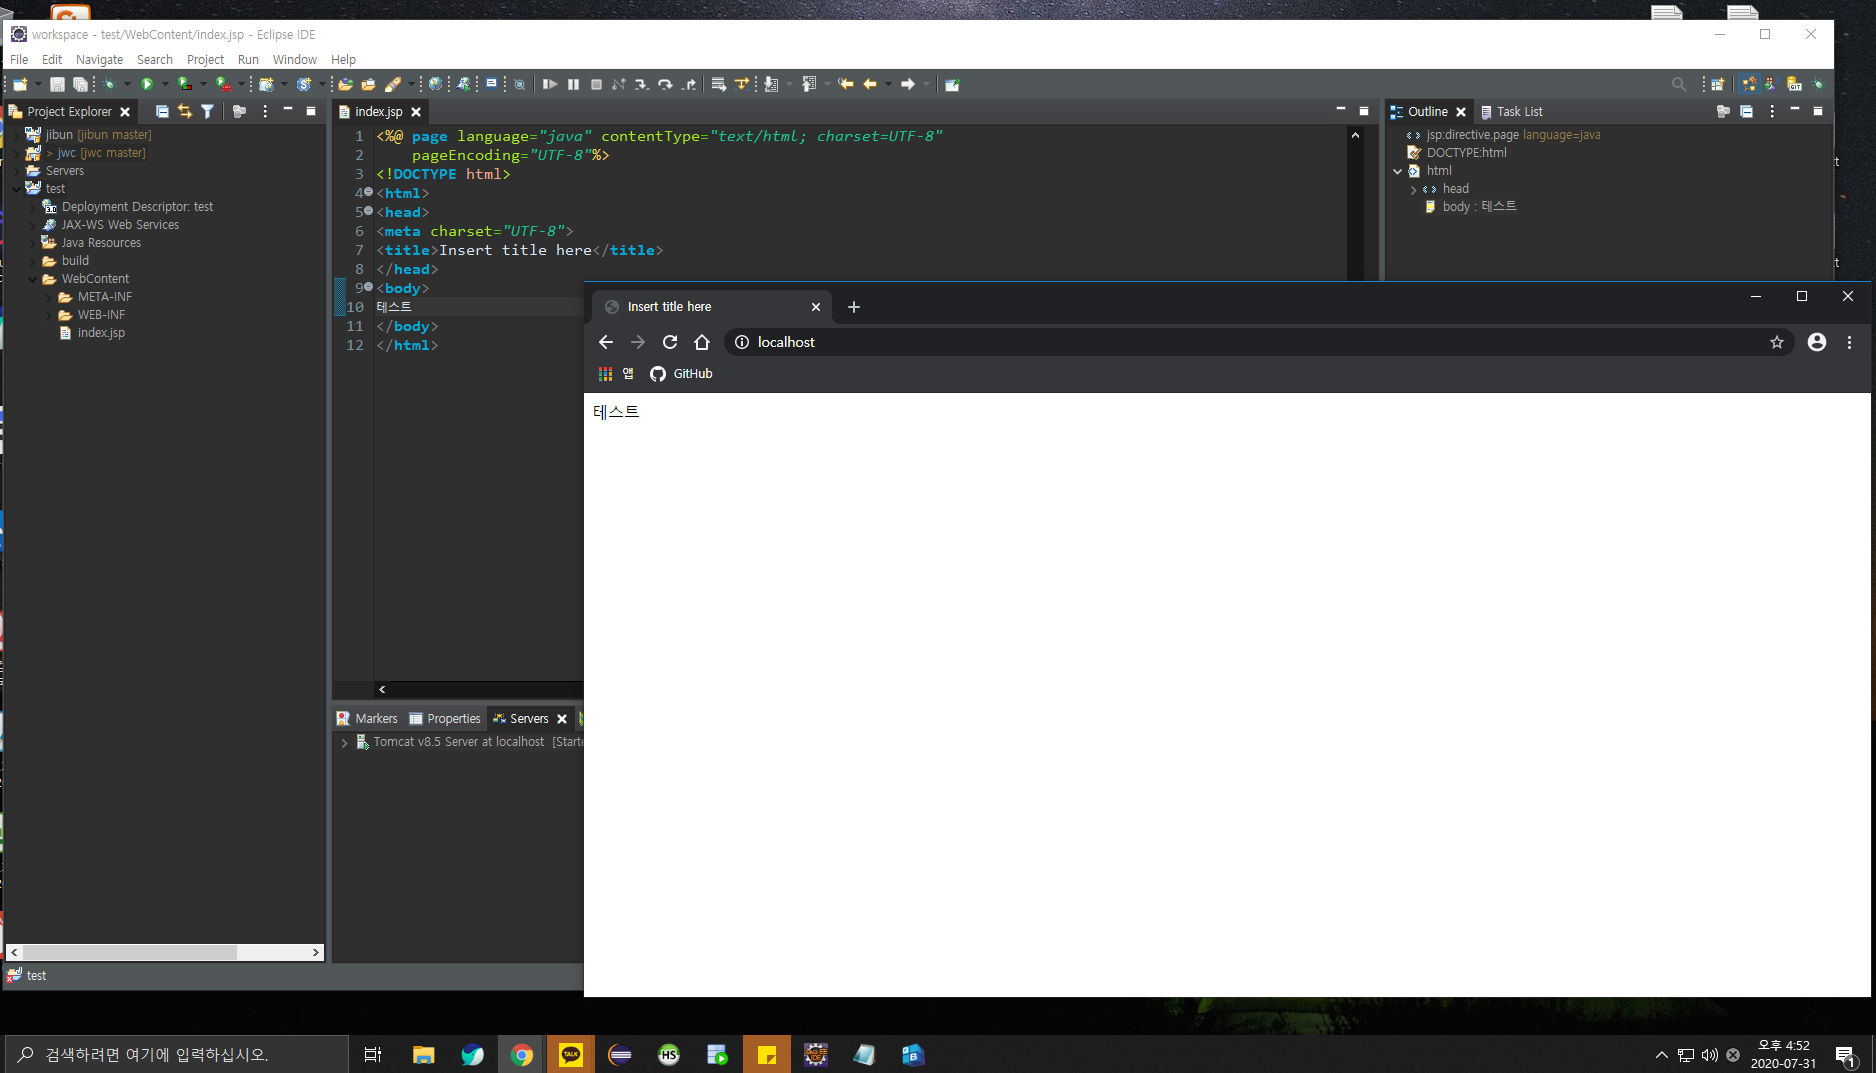 workspace - test/WebContent/index.jsp - Eclipse IDE
File Edit Navigate Search Project Run Window Help
Project Explorer
jibun [jibun master]
> jwc [jwc master]
Servers
test
Deployment Descriptor: test
JAX-WS Web Services
Java Resources
build
WebContent
META-INF
WEB-INF
index.jsp
index.jsp
1 <%@ page language="java" contentType="text/html; charset=UTF-8"
2 pageEncoding="UTF-8"%>
3 <!DOCTYPE html>
4 <html>
5 <head>
6 <meta charset="UTF-8">
7 <title>Insert title here</title>
8 </head>
9 <body>
10 테스트
11 </body>
12 </html>
Outline Task List
jsp:directive.page language=java
DOCTYPE:html
html
head
body : 테스트
Insert title here
localhost
앱 GitHub
테스트
Markers Properties Servers
Tomcat v8.5 Server at localhost [Starte
test
검색하려면 여기에 입력하십시오.
TALK
HS
오후 4:52
2020-07-31
1